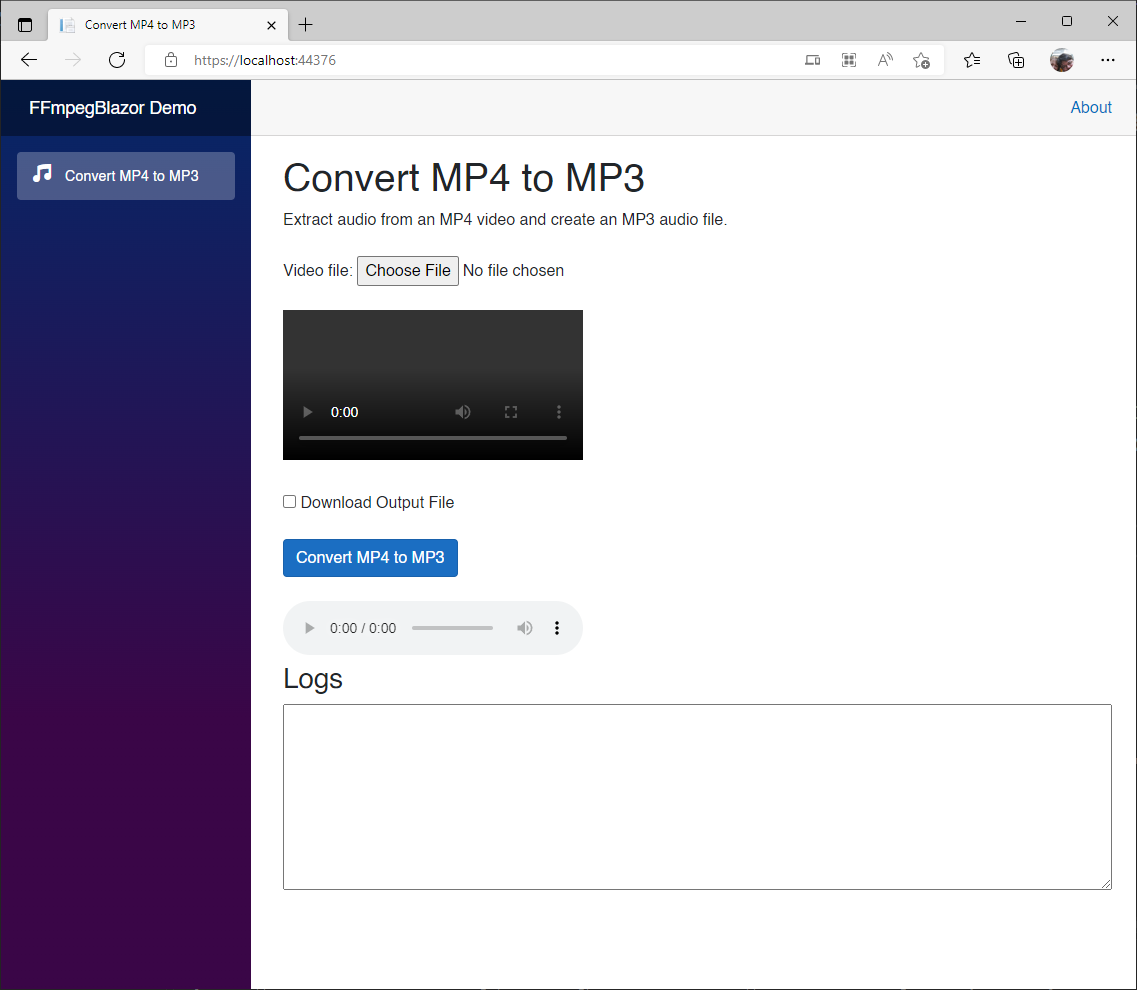 Convert MP4 to MP3
https://localhost:44376
FFmpegBlazor Demo
About
Convert MP4 to MP3
Convert MP4 to MP3
Extract audio from an MP4 video and create an MP3 audio file.
Video file: Choose File No file chosen
0:00
Download Output File
Convert MP4 to MP3
0:00 / 0:00
Logs